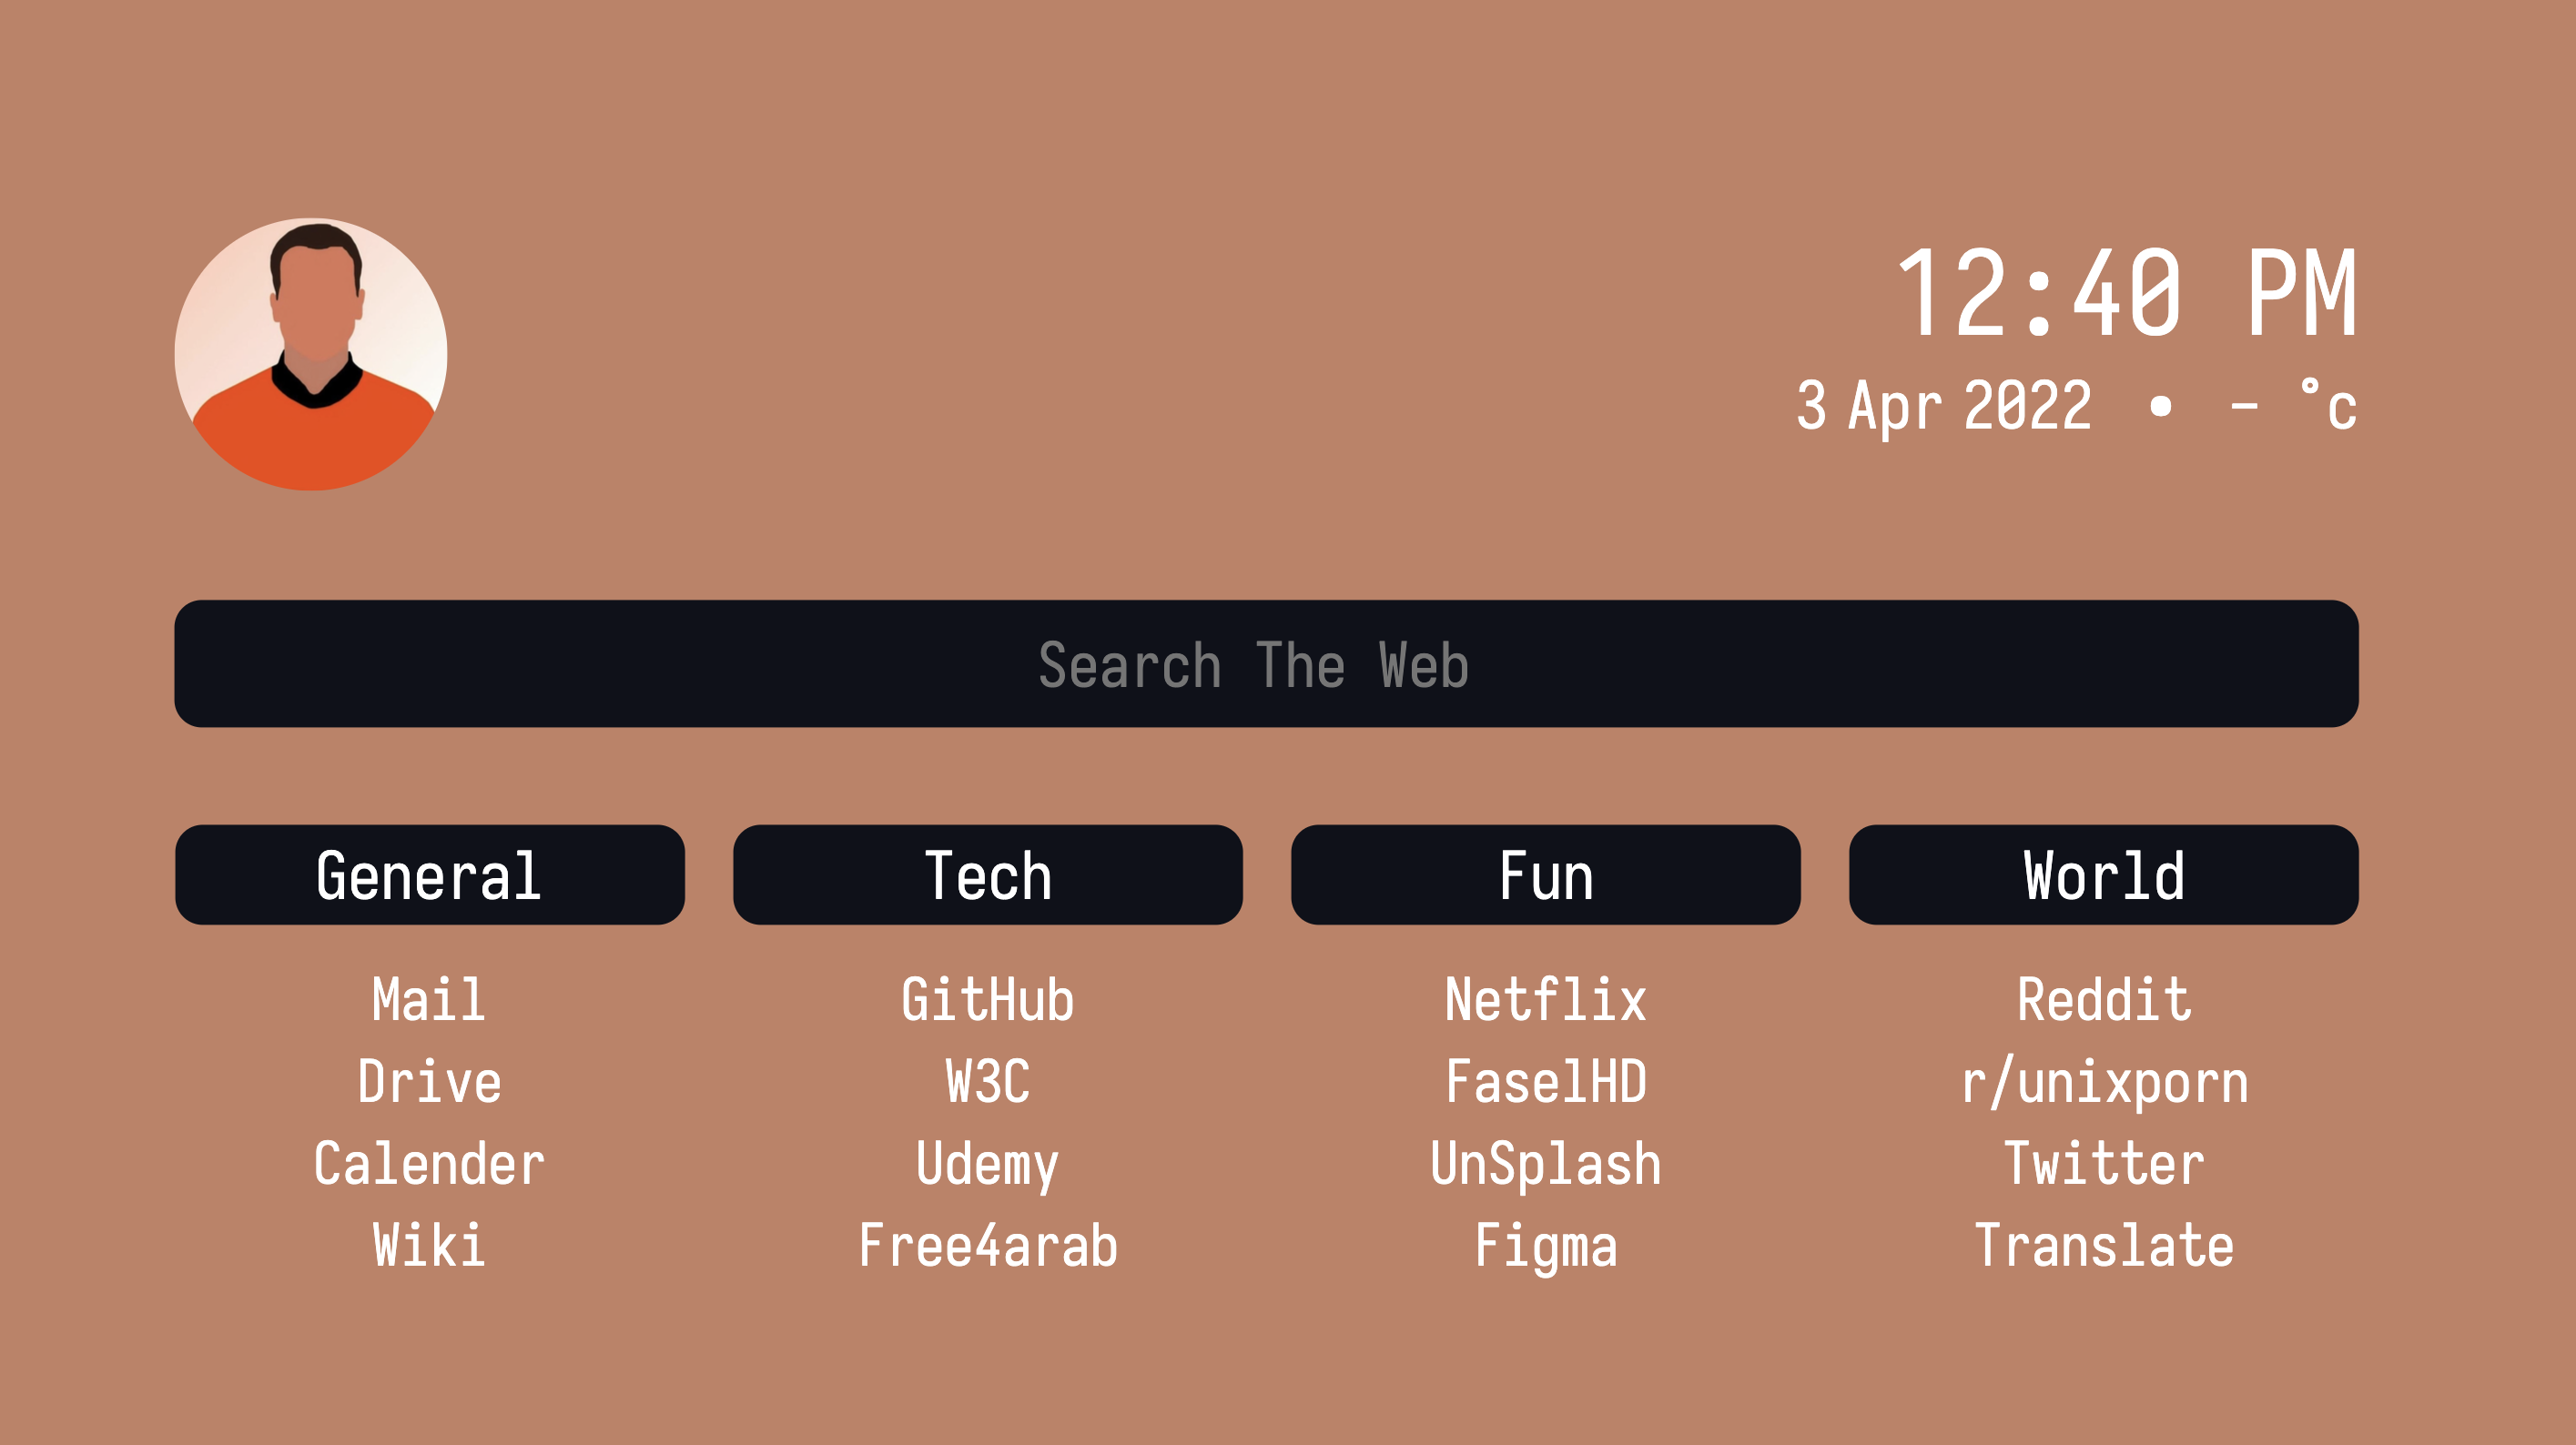 12:40 PM
3 Apr 2022 • - °c
Search The Web
General
Tech
Fun
World
Mail
GitHub
Netflix
Reddit
Drive
W3C
FaselHD
r/unixporn
Calender
Udemy
UnSplash
Twitter
Wiki
Free4arab
Figma
Translate